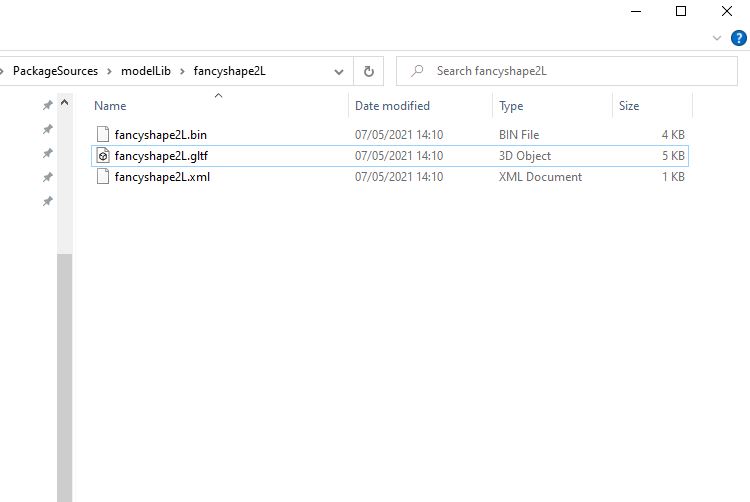 ?
PackageSources > modelLib > fancyshape2L Search fancyshape2L
Name Date modified Type Size
fancyshape2L.bin 07/05/2021 14:10 BIN File 4 KB
fancyshape2L.gltf 07/05/2021 14:10 3D Object 5 KB
fancyshape2L.xml 07/05/2021 14:10 XML Document 1 KB